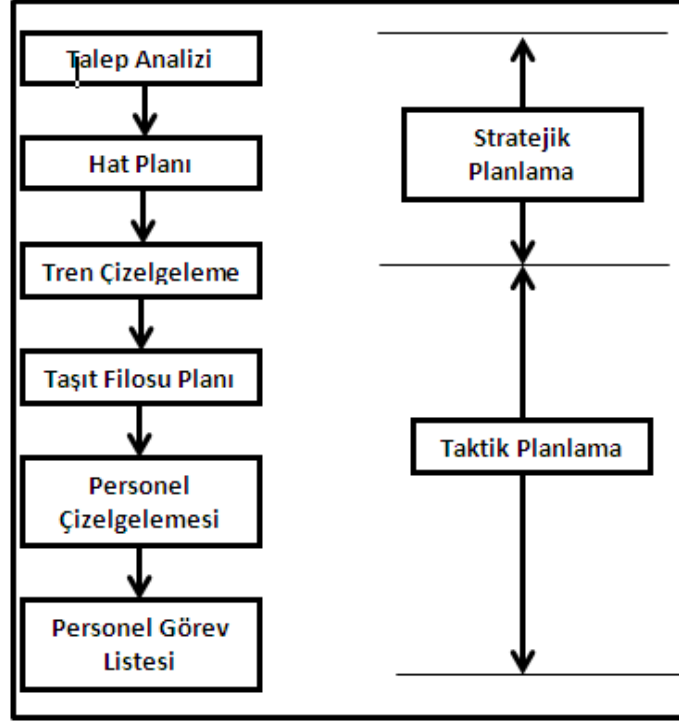 Talep Analizi
Hat Planı
Tren Çizelgeleme
Taşıt Filosu Planı
Personel
Çizelgelemesi
Personel Görev
Listesi
Stratejik
Planlama
Taktik Planlama